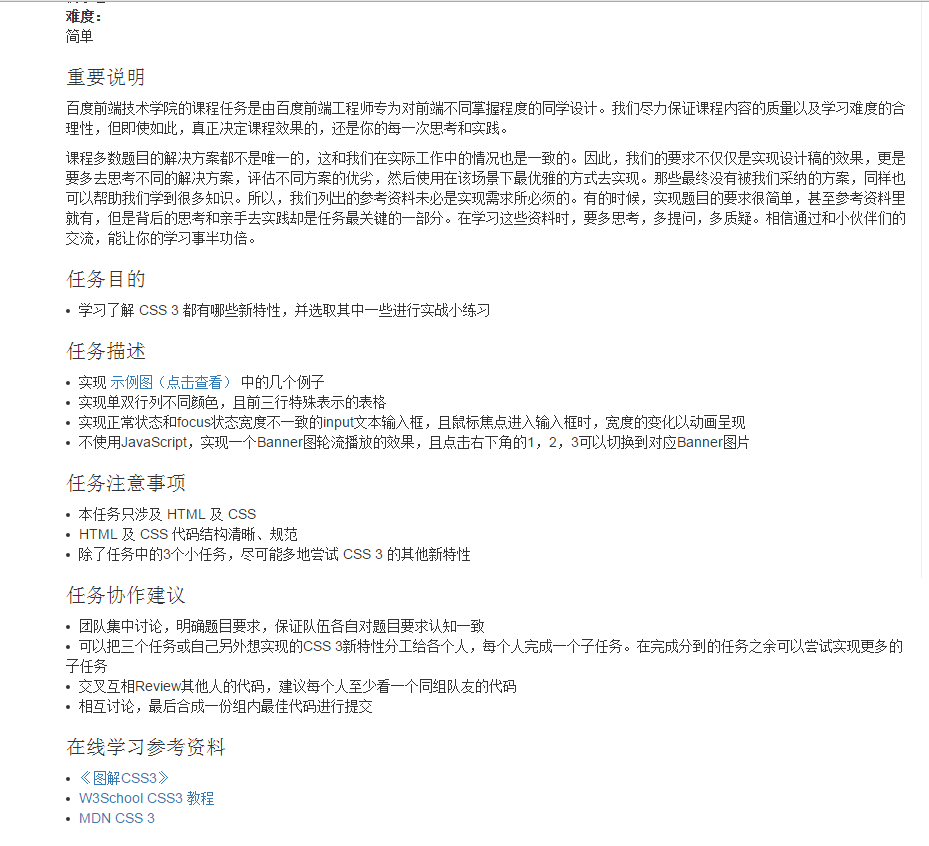 难度：
简单
重要说明
百度前端技术学院的课程任务是由百度前端工程师专为对前端不同掌握程度的同学设计。我们尽力保证课程内容的质量以及学习难度的合
理性，但即使如此，真正决定课程效果的，还是你的每一次思考和实践。
课程多数题目的解决方案都不是唯一的，这和我们在实际工作中的情况也是一致的。因此，我们的要求不仅仅是实现设计稿的效果，更是
要多去思考不同的解决方案，评估不同方案的优劣，然后使用在该场景下最优雅的方式去实现。那些最终没有被我们采纳的方案，同样也
可以帮助我们学到很多知识。所以，我们列出的参考资料未必是实现需求所必须的。有的时候，实现题目的要求很简单，甚至参考资料里
就有，但是背后的思考和亲手去实践却是任务最关键的一部分。在学习这些资料时，要多思考，多提问，多质疑。相信通过和小伙伴们的
交流，能让你的学习事半功倍。
任务目的
• 学习了解 CSS 3 都有哪些新特性，并选取其中一些进行实战小练习
任务描述
• 实现 示例图（点击查看） 中的几个例子
• 实现单双行列不同颜色，且前三行特殊表示的表格
• 实现正常状态和focus状态宽度不一致的input文本输入框，且鼠标焦点进入输入框时，宽度的变化以动画呈现
• 不使用JavaScript，实现一个Banner图轮流播放的效果，且点击右下角的1，2，3可以切换到对应Banner图片
任务注意事项
• 本任务只涉及 HTML 及 CSS
• HTML 及 CSS 代码结构清晰、规范
• 除了任务中的3个小任务，尽可能多地尝试 CSS 3 的其他新特性
任务协作建议
• 团队集中讨论，明确题目要求，保证队伍各自对题目要求认知一致
• 可以把三个任务或自己另外想实现的CSS 3新特性分工给各个人，每个人完成一个子任务。在完成分到的任务之余可以尝试实现更多的
子任务
• 交叉互相Review其他人的代码，建议每个人至少看一个同组队友的代码
• 相互讨论，最后合成一份组内最佳代码进行提交
在线学习参考资料
• 《图解CSS3》
• W3School CSS3 教程
• MDN CSS 3